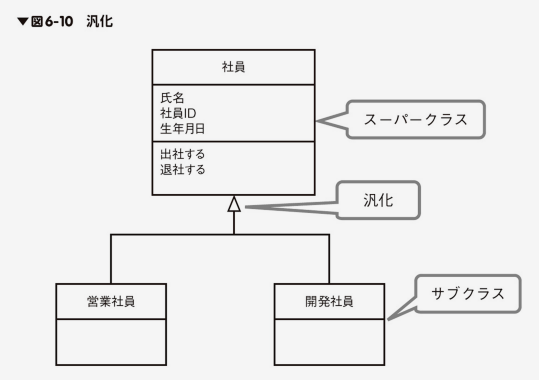 ▼図6-10 汎化
社員
氏名
社員ID
生年月日
スーパークラス
出社する
退社する
汎化
サブクラス
営業社員
開発社員